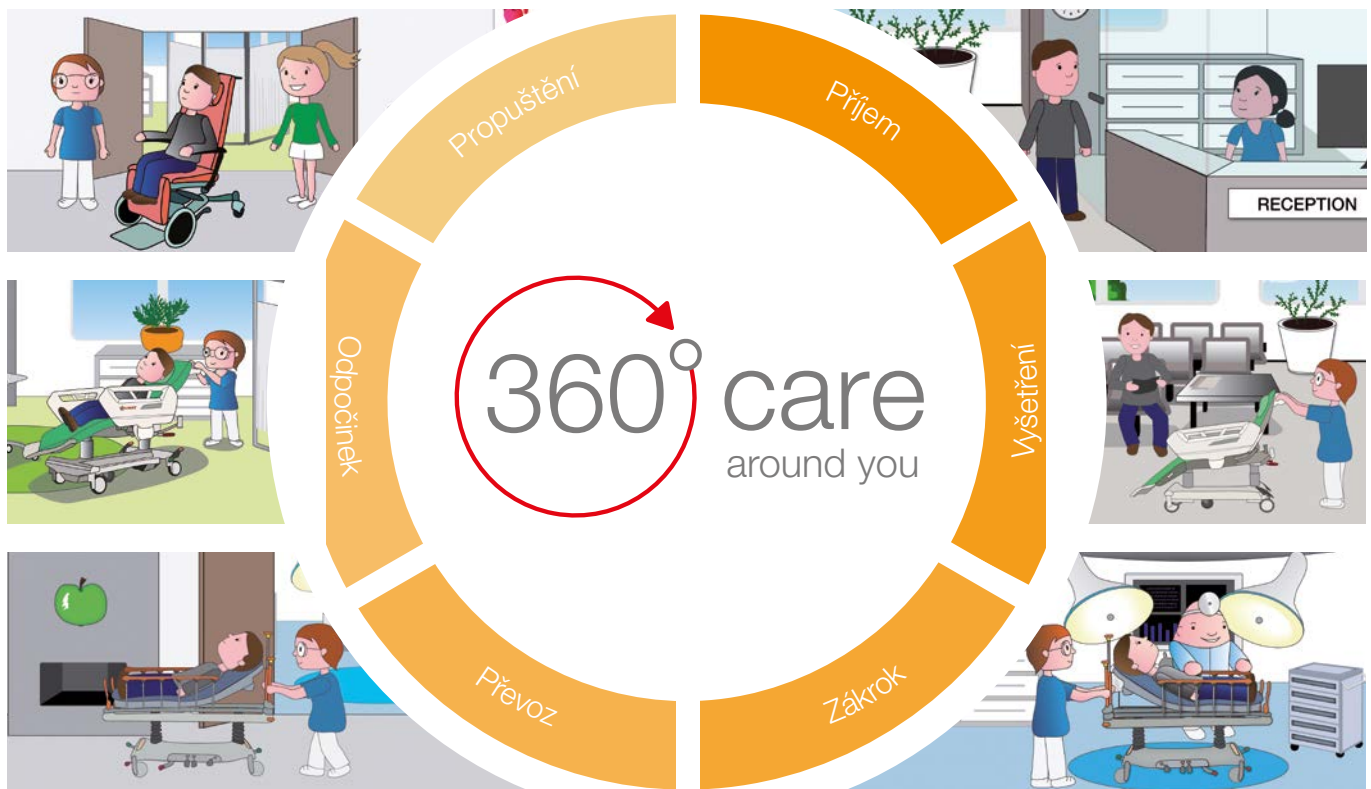 Propuštění
Příjem
RECEPTION
Odpočinek
360° care
around you
Vyšetření
Převoz
Zákrok